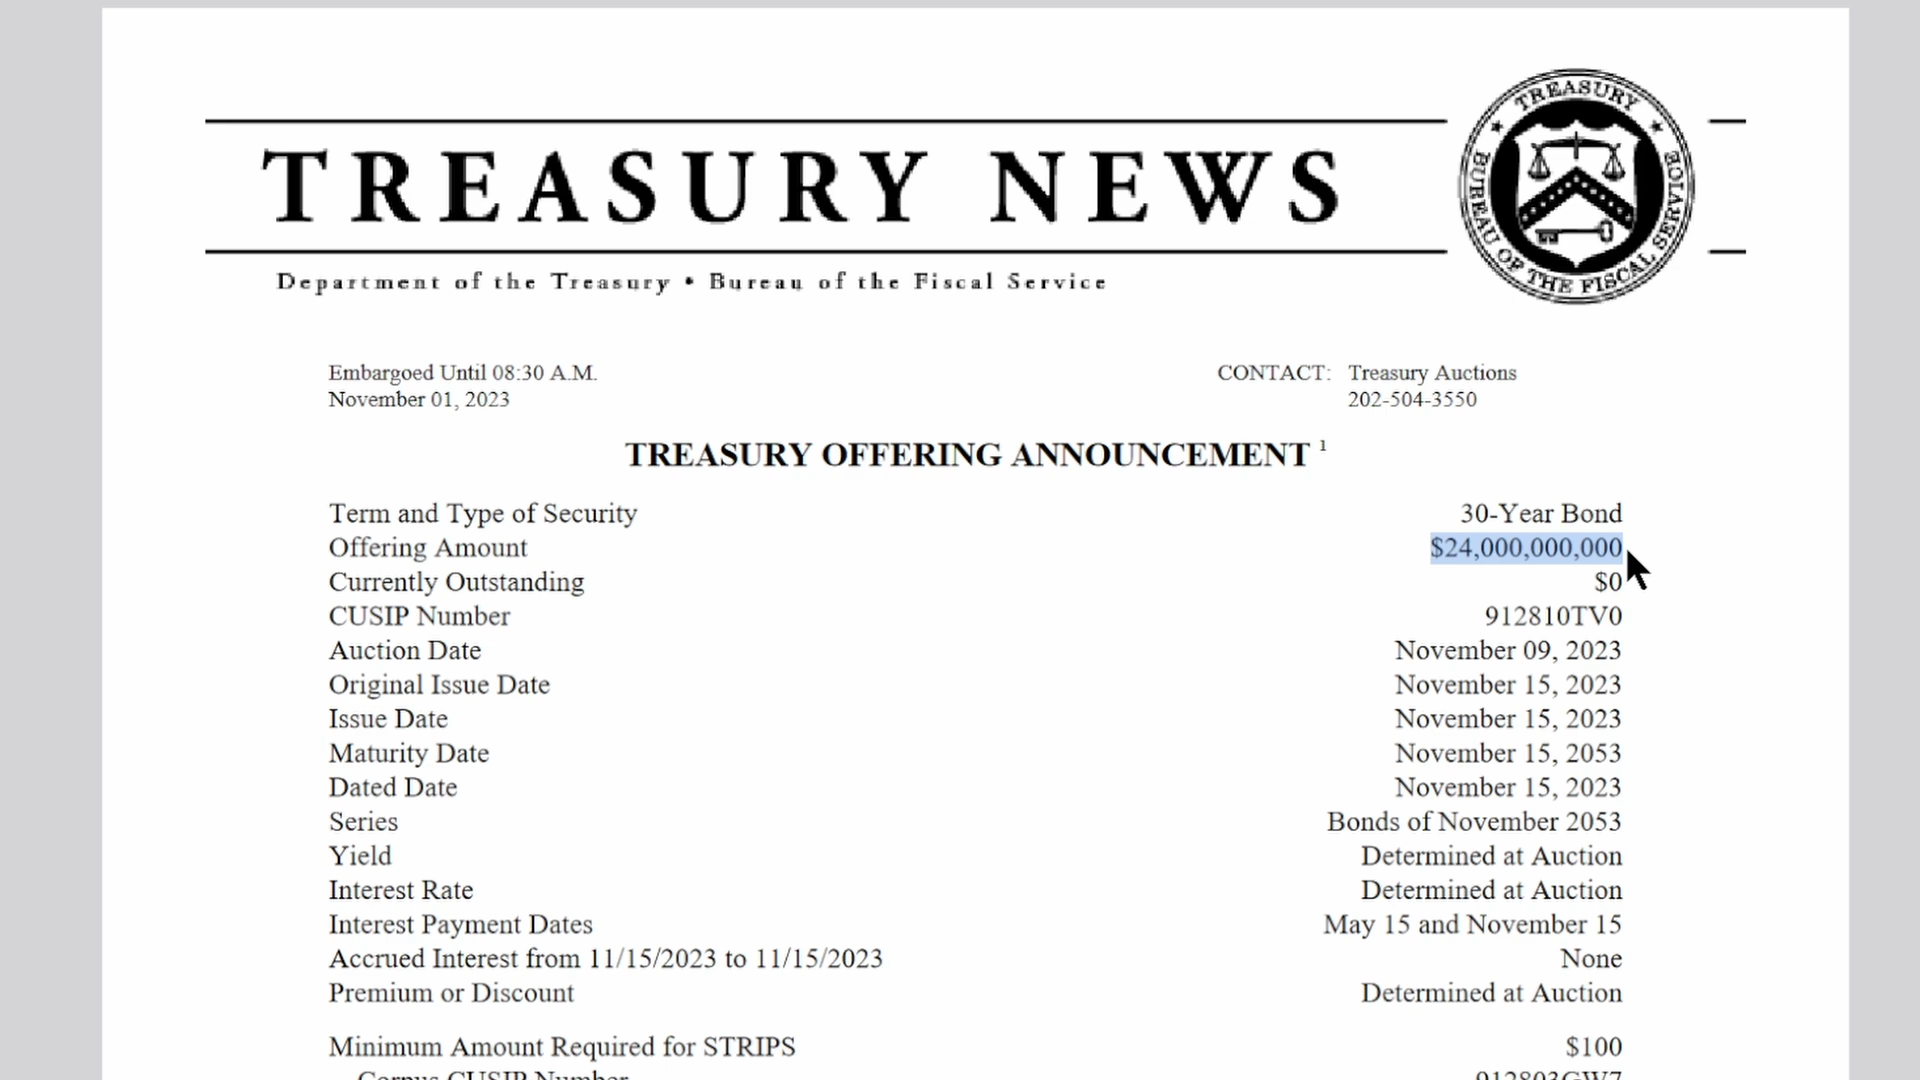 TREASURY NEWS
TREASURY
BUREAU OF THE FISCAL SERVICE
Department of the Treasury • Bureau of the Fiscal Service
Embargoed Until 08:30 A.M. CONTACT: Treasury Auctions
November 01, 2023 202-504-3550
TREASURY OFFERING ANNOUNCEMENT 1
Term and Type of Security 30-Year Bond
Offering Amount $24,000,000,000
Currently Outstanding $0
CUSIP Number 912810TV0
Auction Date November 09, 2023
Original Issue Date November 15, 2023
Issue Date November 15, 2023
Maturity Date November 15, 2053
Dated Date November 15, 2023
Series Bonds of November 2053
Yield Determined at Auction
Interest Rate Determined at Auction
Interest Payment Dates May 15 and November 15
Accrued Interest from 11/15/2023 to 11/15/2023 None
Premium or Discount Determined at Auction
Minimum Amount Required for STRIPS $100
Corpus CUSIP Number 912803GW7